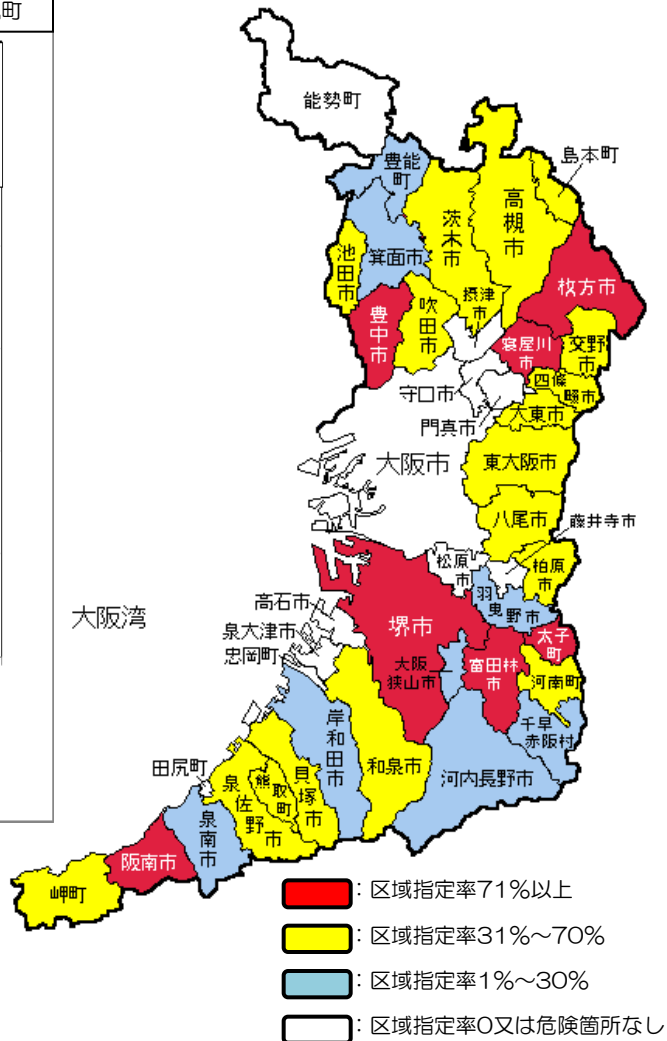 町
能勢町
島本町
豊能
町
高
槻
市
茨
木
市
箕面市
池
田
市
枚方市
摂津
市
吹
田
市
豊
中
市
寝屋川
市
交野
市
四條
畷市
守口市
門真市
大東市
大阪市
東大阪市
八尾市
藤井寺市
松原
市
柏原
市
羽
曳
野市
高石市
大阪湾
泉大津市
忠岡町
堺市
太子
町
大阪
狭山市
富田林
市
河南町
千早
赤阪村
岸
和
田
市
和泉市
河内長野市
田尻町
熊
取
町
貝
塚
市
泉
佐
野
市
泉
南
市
阪南市
岬町
：区域指定率71%以上
：区域指定率31%～70%
：区域指定率1%～30%
：区域指定率0又は危険箇所なし